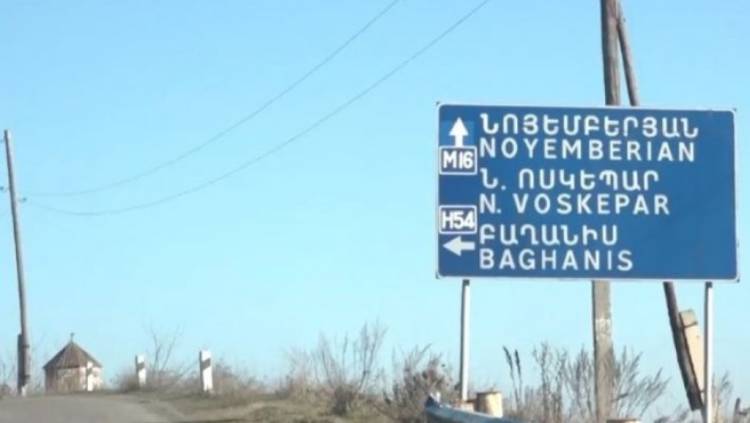 ՆՈՅԵՄԲԵՐՅԱՆ
M16
NOYEMBERIAN
Ն. ՈՍԿԵՊԱՐ
N. VOSKEPAR
H54
ԲԱՂԱՆԻՍ
BAGHANIS